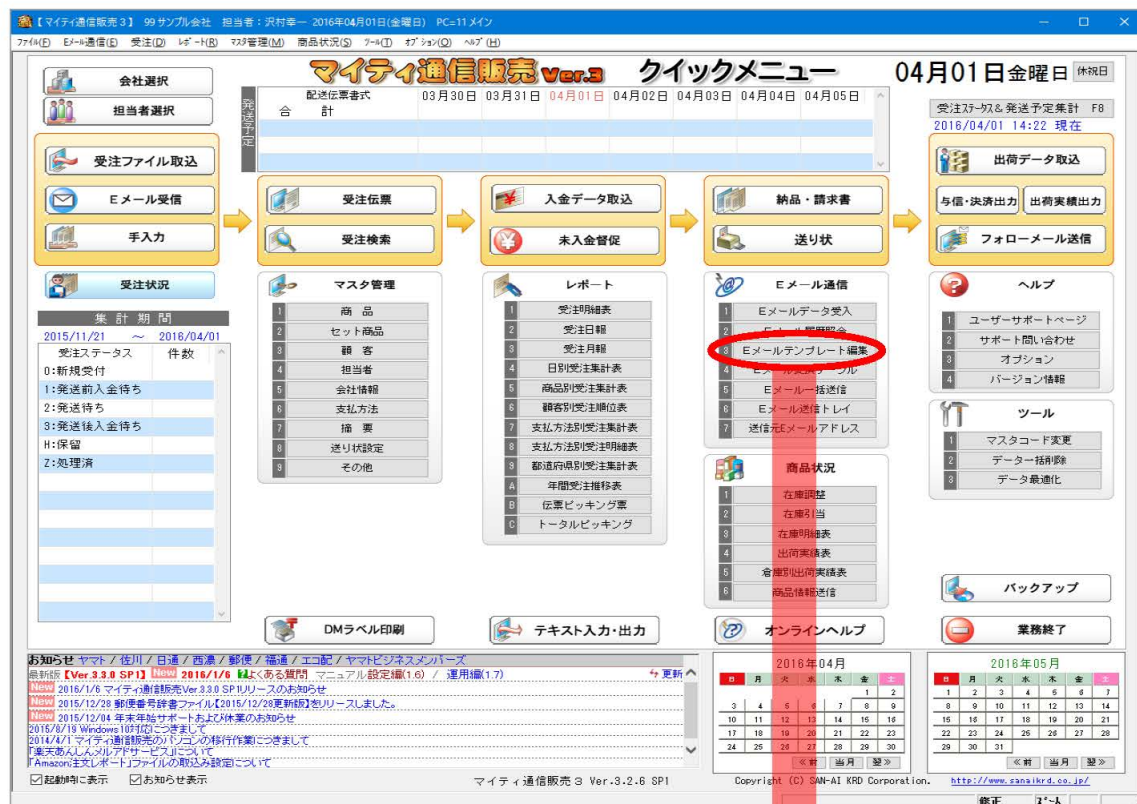 【マイティ通信販売３】 99 サンプル会社 担当者：沢村幸一 2016年04月01日(金曜日) PC=11 メイン
ﾌｧｲﾙ(F) Eﾒｰﾙ通信(E) 受注(D) ﾚﾎﾟｰﾄ(R) ﾏｽﾀ管理(M) 商品状況(S) ﾂｰﾙ(T) ｵﾌﾟｼｮﾝ(O) ﾍﾙﾌﾟ(H)
マイティ通信販売 Ver.3 クイックメニュー
04月01日金曜日 休祝日
会社選択
担当者選択
発送予定
配送伝票書式 03月30日 03月31日 04月01日 04月02日 04月03日 04月04日 04月05日
合 計
受注ｽﾃｰﾀｽ&発送予定集計 F8
2016/04/01 14:22 現在
受注ファイル取込
Ｅメール受信
手入力
受注伝票
受注検索
入金データ取込
未入金督促
納品・請求書
送り状
出荷データ取込
与信・決済出力
出荷実績出力
フォローメール送信
受注状況
集計期間
2015/11/21 ～ 2016/04/01
受注ステータス 件数
0:新規受付
1:発送前入金待ち
2:発送待ち
3:発送後入金待ち
H:保留
Z:処理済
マスタ管理
1 商 品
2 セット商品
3 顧 客
4 担当者
5 会社情報
6 支払方法
7 摘 要
8 送り状設定
9 その他
レポート
1 受注明細表
2 受注日報
3 受注月報
4 日別受注集計表
5 商品別受注集計表
6 顧客別受注順位表
7 支払方法別受注集計表
8 支払方法別受注明細表
9 都道府県別受注集計表
A 年間受注推移表
B 伝票ピッキング票
C トータルピッキング
Ｅメール通信
1 Ｅメールデータ受入
2 Ｅメール履歴照会
3 Ｅメールテンプレート編集
4
5 Ｅメール一括送信
6 Ｅメール送信トレイ
7 送信元Ｅメールアドレス
商品状況
1 在庫調整
2 在庫引当
3 在庫明細表
4 出荷実績表
5 倉庫別出荷実績表
6 商品情報送信
ヘルプ
1 ユーザーサポートページ
2 サポート問い合わせ
3 オプション
4 バージョン情報
ツール
1 マスタコード変更
2 データ一括削除
3 データ最適化
バックアップ
DMラベル印刷
テキスト入力・出力
オンラインヘルプ
業務終了
お知らせ ヤマト / 佐川 / 日通 / 西濃 / 郵便 / 福通 / エコ配 / ヤマトビジネスメンバーズ
最新版【Ver.3.3.0 SP1】 New 2016/1/6 よくある質問 マニュアル 設定編(1.6) / 運用編(1.7) 更新
New 2016/1/6 マイティ通信販売Ver.3.3.0 SP1リリースのお知らせ
New 2015/12/28 郵便番号辞書ファイル【2015/12/28更新版】をリリースしました。
New 2015/12/04 年末年始サポートおよび休業のお知らせ
2015/8/19 Windows10対応につきまして
2014/4/1 マイティ通信販売のパソコンの移行作業につきまして
「楽天あんしんメルアドサービス」について
「Amazon注文レポート」ファイルの取込み設定について
2016年04月
日 月 火 水 木 金 土
1 2
3 4 5 6 7 8 9
10 11 12 13 14 15 16
17 18 19 20 21 22 23
24 25 26 27 28 29 30
≪前 当月 翌≫
2016年05月
日 月 火 水 木 金 土
1 2 3 4 5 6 7
8 9 10 11 12 13 14
15 16 17 18 19 20 21
22 23 24 25 26 27 28
29 30 31
≪前 当月 翌≫
起動時に表示 お知らせ表示
マイティ通信販売３ Ver.3.2.6 SP1
Copyright (C) SAN-AI KRD Corporation.
http://www.sanaikrd.co.jp/
修正 ｽﾞｰﾑ